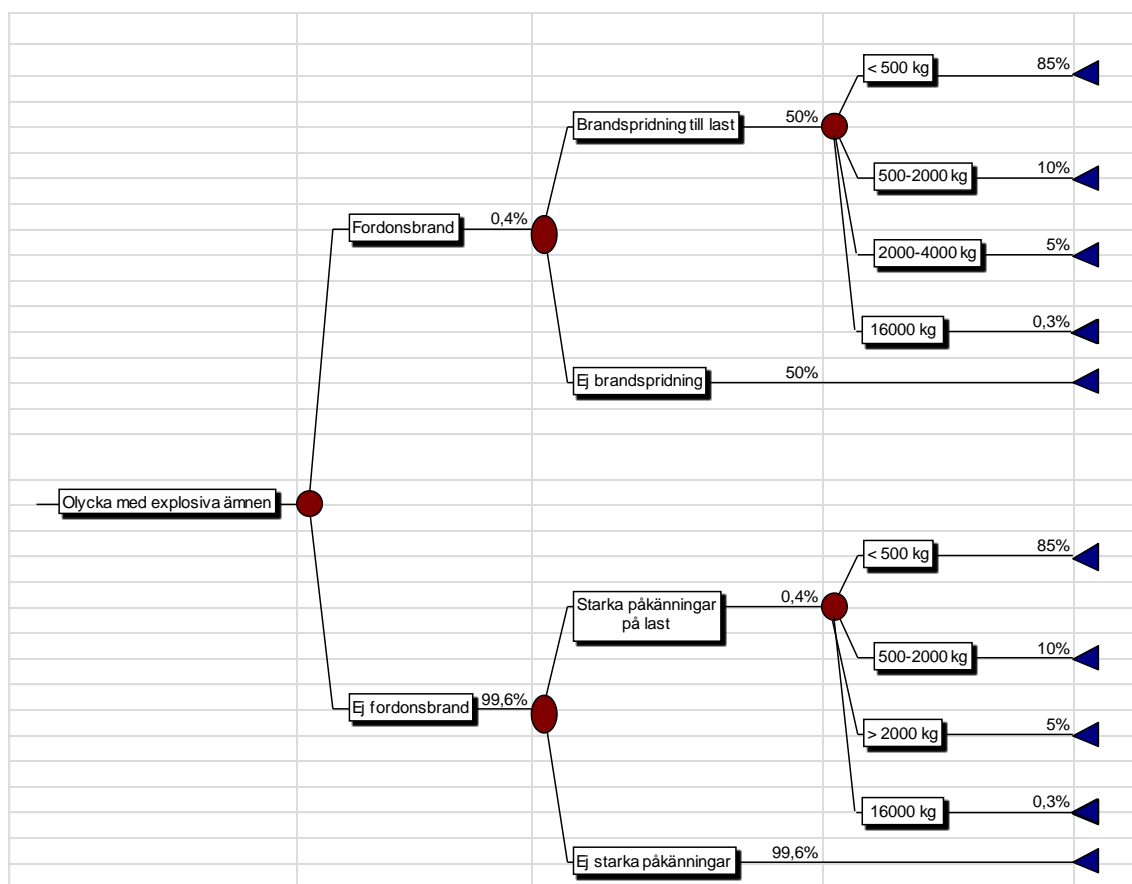 < 500 kg 85%
Brandspridning till last 50%
500-2000 kg 10%
Fordonsbrand 0,4%
2000-4000 kg 5%
16000 kg 0,3%
Ej brandspridning 50%
Olycka med explosiva ämnen
< 500 kg 85%
Starka påkänningar 0,4%
på last
500-2000 kg 10%
Ej fordonsbrand 99,6%
> 2000 kg 5%
16000 kg 0,3%
Ej starka påkänningar 99,6%